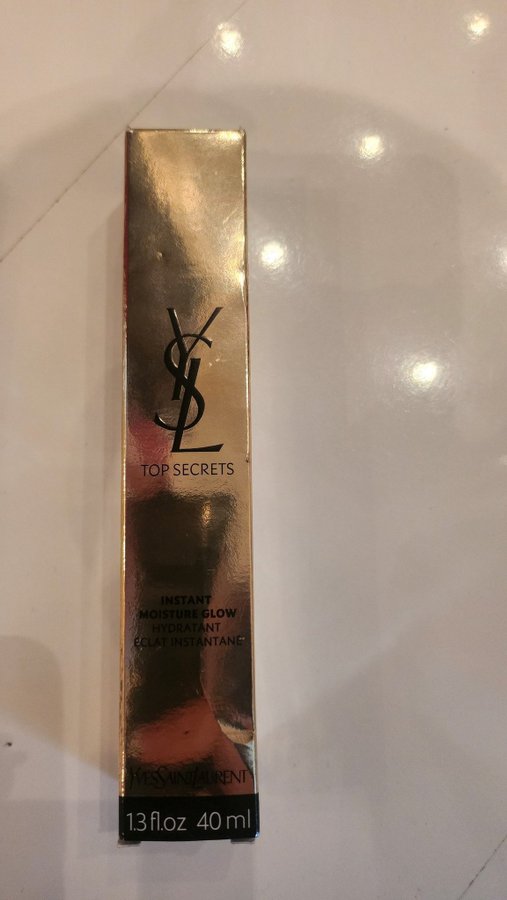 YSL
TOP SECRETS
INSTANT
MOISTURE GLOW
HYDRATANT
ÉCLAT INSTANTANÉ
YVESSAINTLAURENT
1.3 fl.oz 40 ml